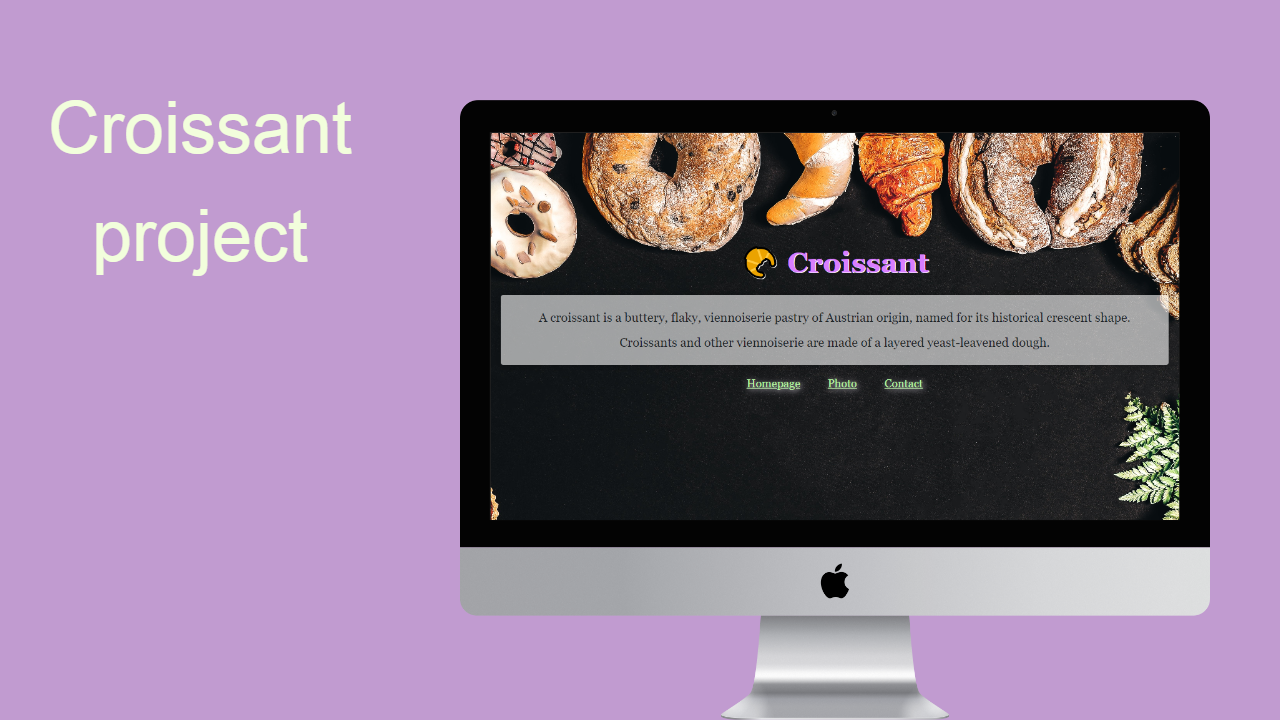 Croissant
project
Croissant
A croissant is a buttery, flaky, viennoiserie pastry of Austrian origin, named for its historical crescent shape.
Croissants and other viennoiserie are made of a layered yeast-leavened dough.
Homepage Photo Contact